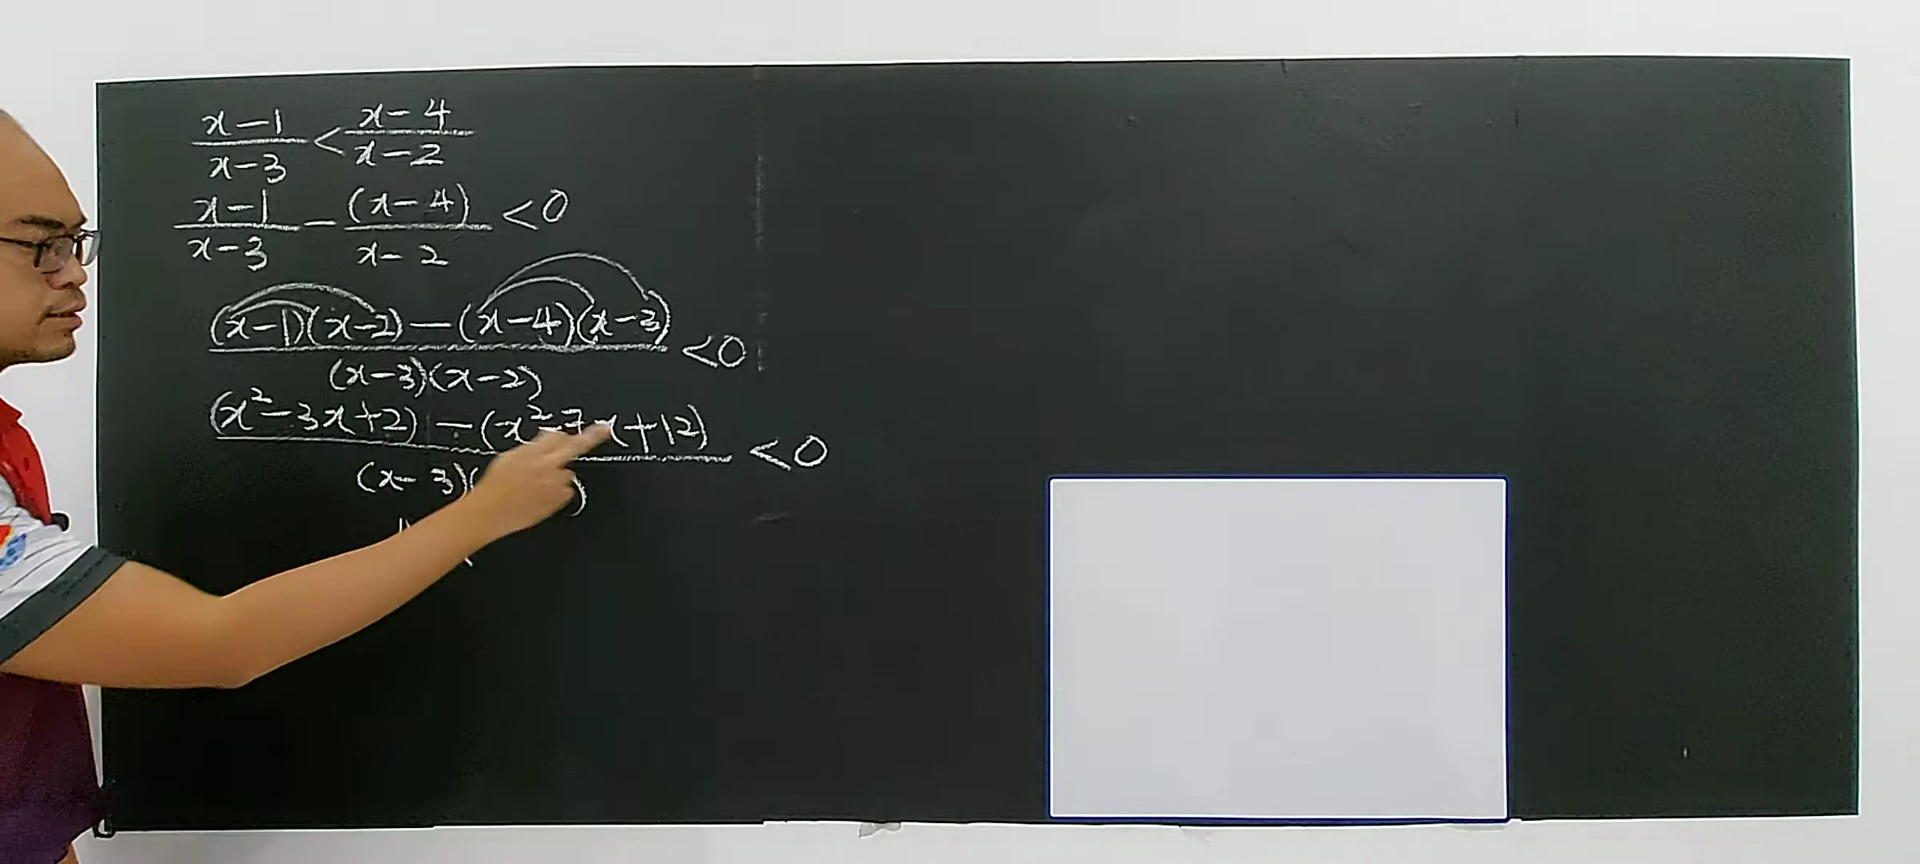 x-1/x-3 < x-4/x-2
x-1/x-3 - (x-4)/x-2 < 0
(x-1)(x-2) - (x-4)(x-3)/(x-3)(x-2) < 0
(x²-3x+2) - (x²-7x+12)/(x-3)( ) < 0